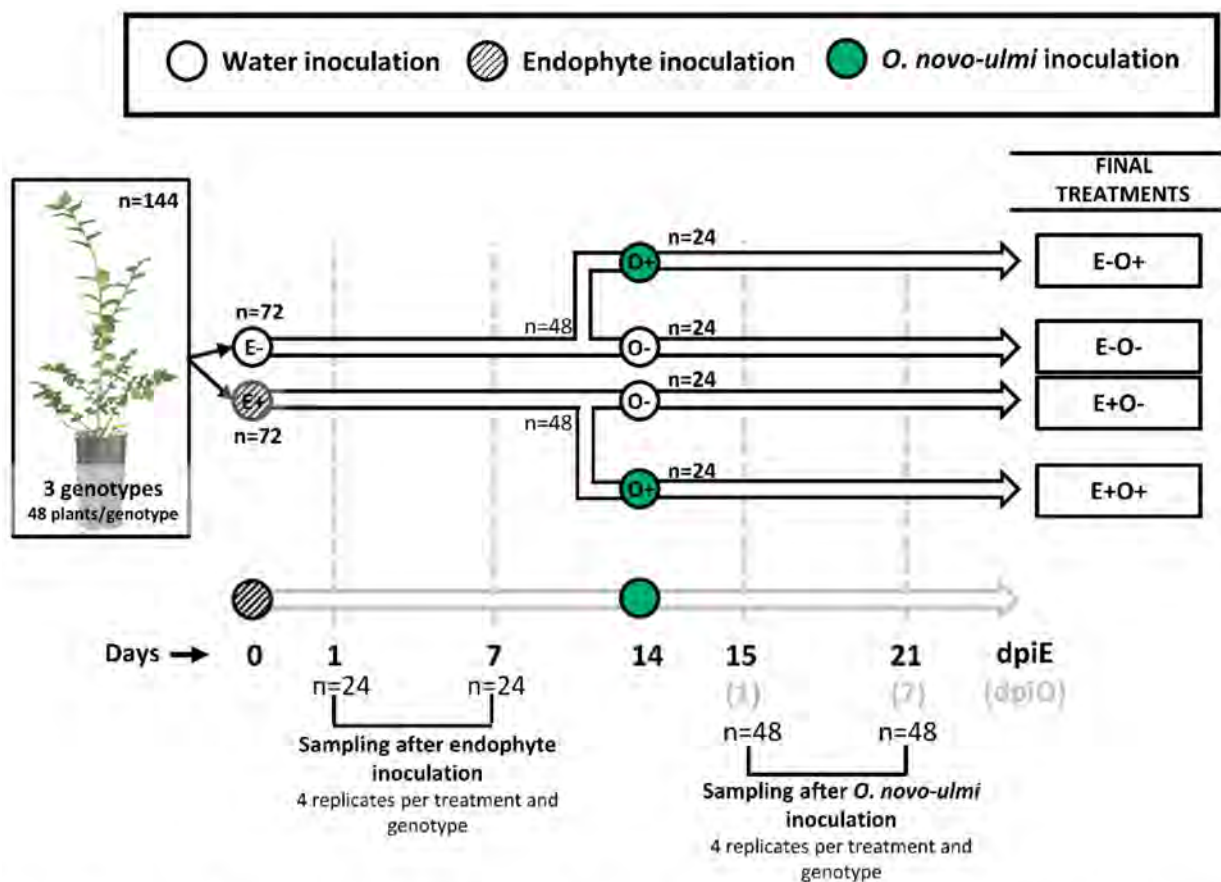 Water inoculation Endophyte inoculation O. novo-ulmi inoculation
n=144
3 genotypes
48 plants/genotype
FINAL
TREATMENTS
n=72
E-
E+
n=72
n=48
n=48
O+
n=24
O-
n=24
O-
n=24
O+
n=24
E-O+
E-O-
E+O-
E+O+
Days 0 1 7 14 15 21 dpiE
(1) (7) (dpiO)
n=24 n=24
n=48 n=48
Sampling after endophyte
inoculation
4 replicates per treatment and
genotype
Sampling after O. novo-ulmi
inoculation
4 replicates per treatment and
genotype